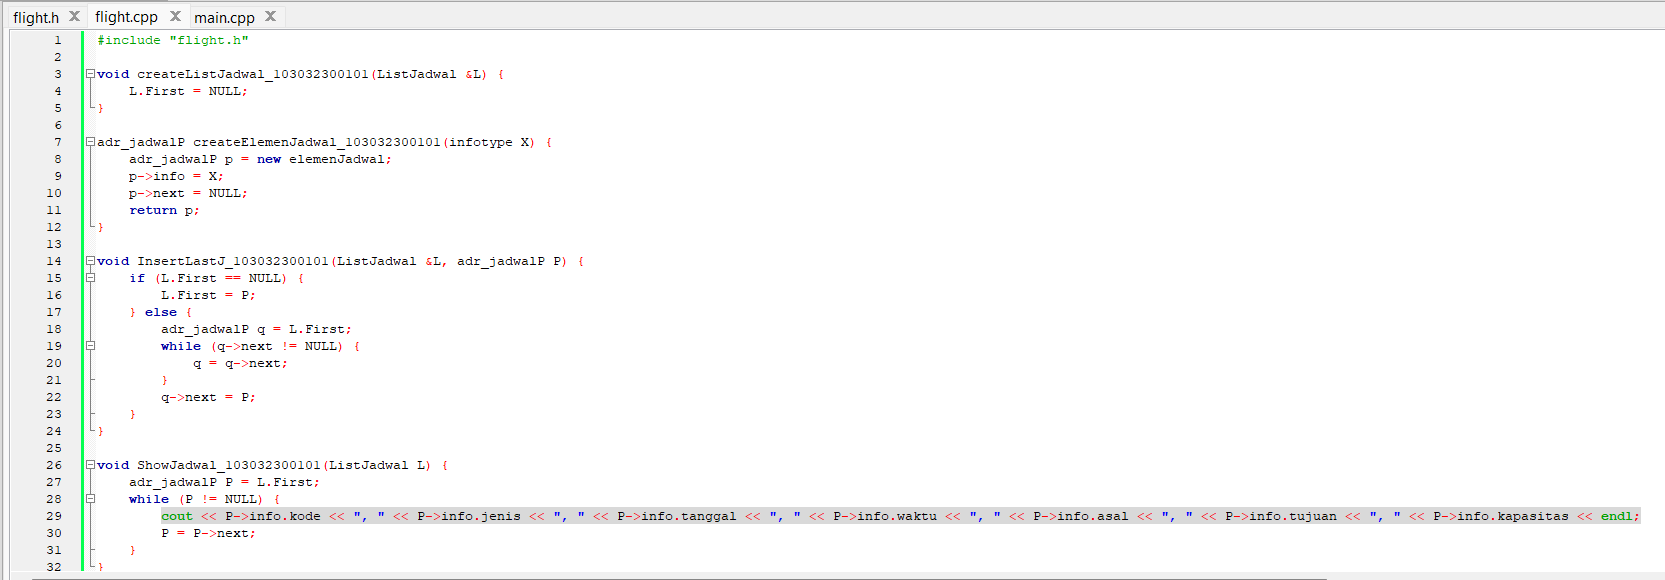 flight.h X flight.cpp X main.cpp X
1 #include "flight.h"
2
3 void createListJadwal_103032300101(ListJadwal &L) {
4     L.First = NULL;
5 }
6
7 adr_jadwalP createElemenJadwal_103032300101(infotype X) {
8     adr_jadwalP p = new elemenJadwal;
9     p->info = X;
10     p->next = NULL;
11     return p;
12 }
13
14 void InsertLastJ_103032300101(ListJadwal &L, adr_jadwalP P) {
15     if (L.First == NULL) {
16         L.First = P;
17     } else {
18         adr_jadwalP q = L.First;
19         while (q->next != NULL) {
20             q = q->next;
21         }
22         q->next = P;
23     }
24 }
25
26 void ShowJadwal_103032300101(ListJadwal L) {
27     adr_jadwalP P = L.First;
28     while (P != NULL) {
29         cout << P->info.kode << ", " << P->info.jenis << ", " << P->info.tanggal << ", " << P->info.waktu << ", " << P->info.asal << ", " << P->info.tujuan << ", " << P->info.kapasitas << endl;
30         P = P->next;
31     }
32 }